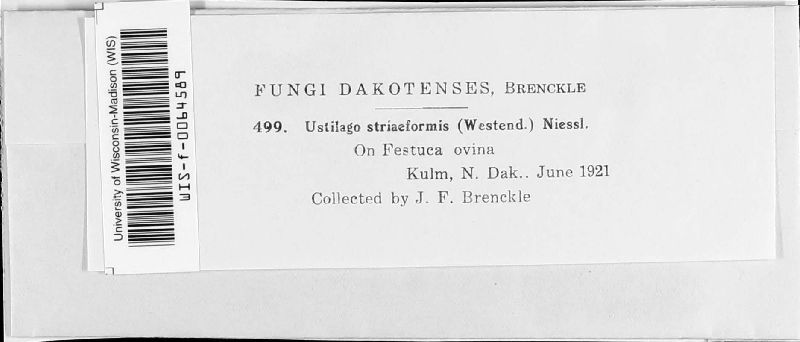 University of Wisconsin-Madison (WIS)
WIS-f-0064589
FUNGI DAKOTENSES, BRENCKLE
499. Ustilago striaeformis (Westend.) Niessl.
On Festuca ovina
Kulm, N. Dak.. June 1921
Collected by J. F. Brenckle